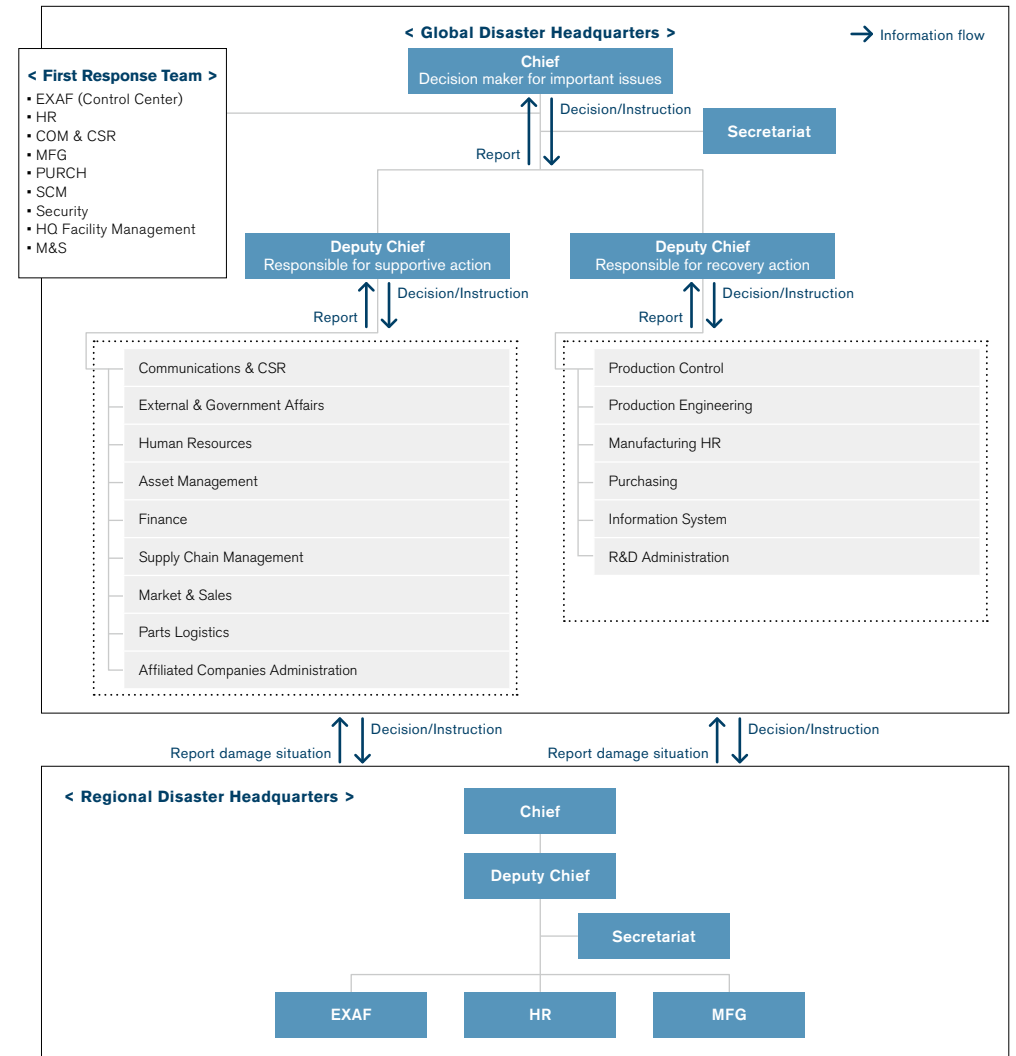 < Global Disaster Headquarters >
Information flow
Chief
Decision maker for important issues
< First Response Team >
▪ EXAF (Control Center)
▪ HR
▪ COM & CSR
▪ MFG
▪ PURCH
▪ SCM
▪ Security
▪ HQ Facility Management
▪ M&S
Decision/Instruction
Report
Secretariat
Deputy Chief
Responsible for supportive action
Decision/Instruction
Report
Deputy Chief
Responsible for recovery action
Decision/Instruction
Report
Communications & CSR
External & Government Affairs
Human Resources
Asset Management
Finance
Supply Chain Management
Market & Sales
Parts Logistics
Affiliated Companies Administration
Production Control
Production Engineering
Manufacturing HR
Purchasing
Information System
R&D Administration
Decision/Instruction
Report damage situation
Decision/Instruction
Report damage situation
< Regional Disaster Headquarters >
Chief
Deputy Chief
Secretariat
EXAF
HR
MFG